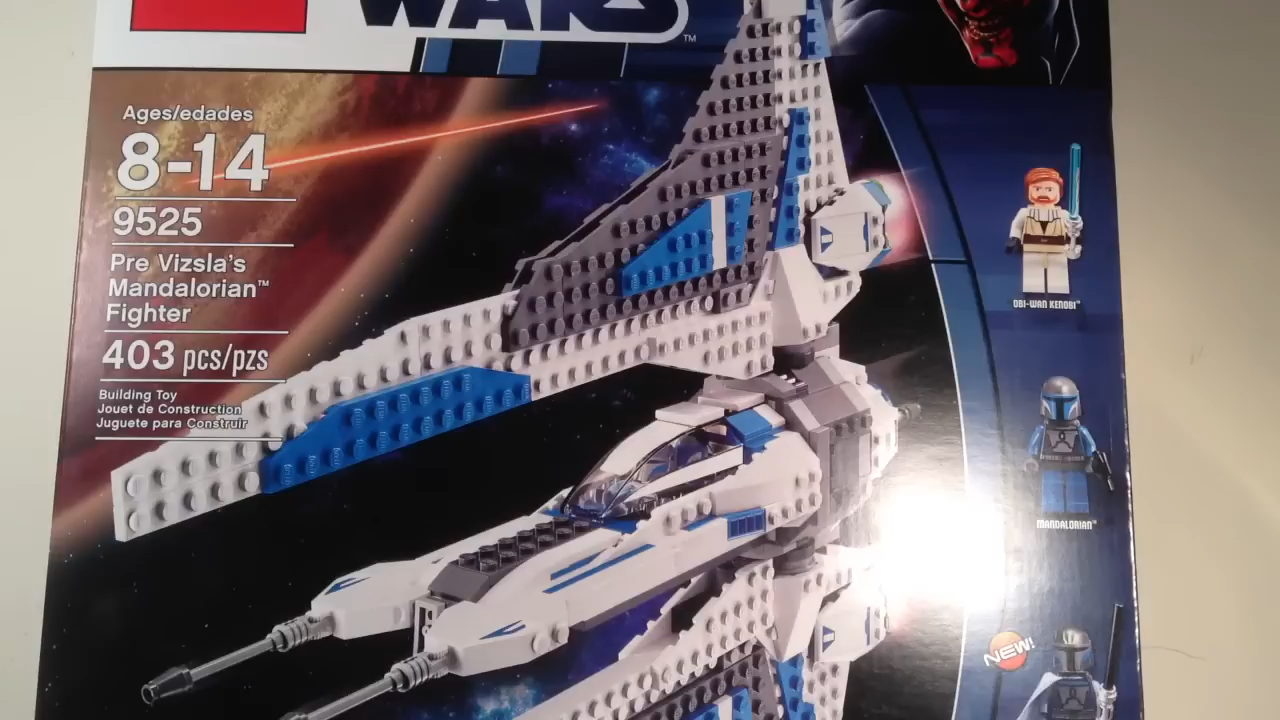 WARS™
Ages/edades
8-14
9525
Pre Vizsla's
Mandalorian™
Fighter
403 pcs/pzs
Building Toy
Jouet de Construction
Juguete para Construir
OBI-WAN KENOBI™
MANDALORIAN™
NEW!